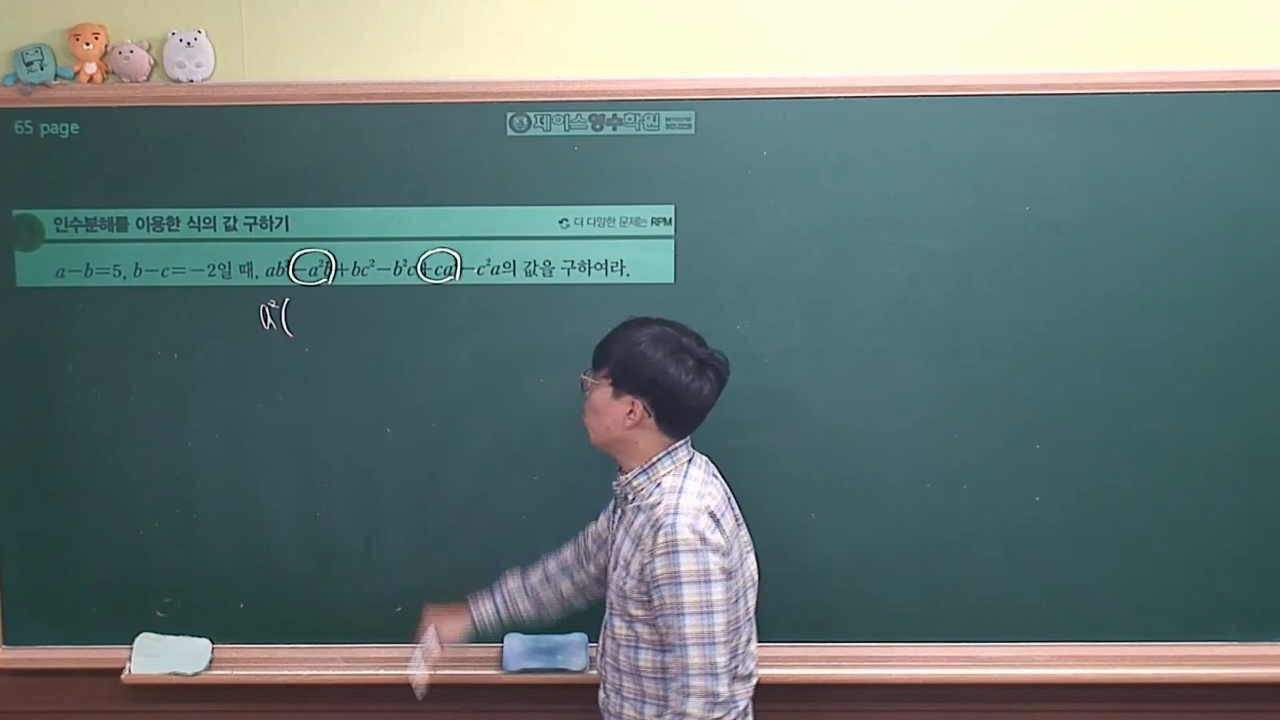 65 page
제이스영수학원
인수분해를 이용한 식의 값 구하기
더 다양한 문제는 RPM
a−b=5, b−c=−2일 때, ab²−a²b+bc²−b²c+ca²−c²a의 값을 구하여라.
a²(